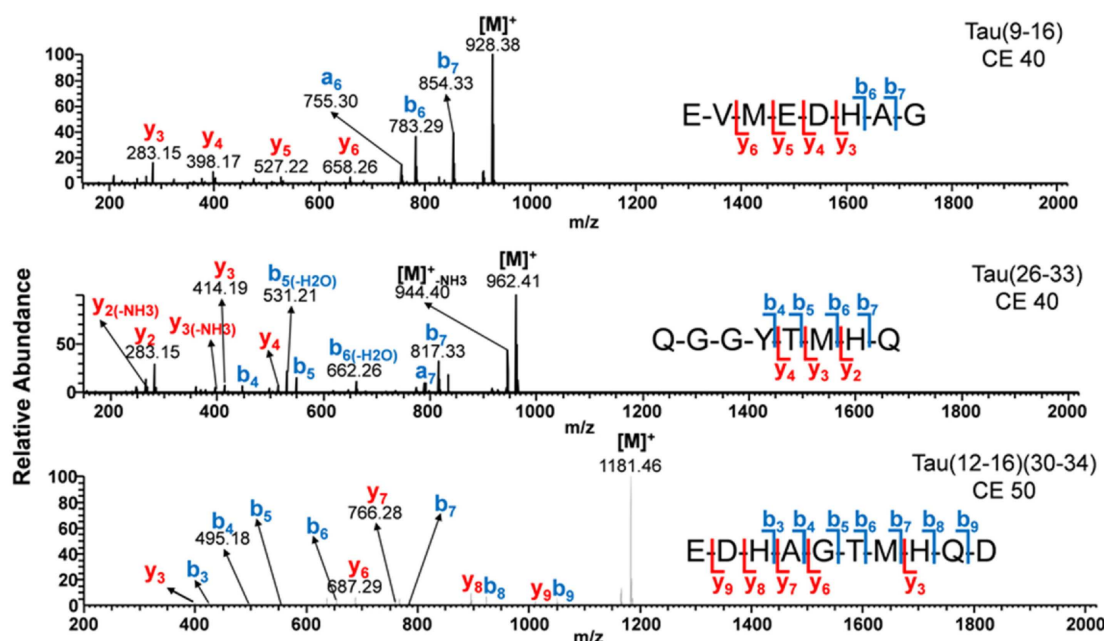 [M]⁺
928.38
Tau(9-16)
CE 40
b₇
854.33
a₆
755.30
b₆
783.29
y₃
283.15
y₄
398.17
y₅
527.22
y₆
658.26
100
80
60
40
20
0
200 400 600 800 1000 1200 1400 1600 1800 2000
m/z
b₆ b₇
E-V-M-E-D-H-A-G
y₆ y₅ y₄ y₃
Relative Abundance
[M]⁺
962.41
Tau(26-33)
CE 40
[M]⁺-NH3
944.40
y₃
414.19
b₅(-H2O)
531.21
y₂(-NH3)
y₂
283.15
y₃(-NH3)
y₄
b₄
b₅
b₆(-H2O)
662.26
b₇
817.33
a₇
100
50
0
200 400 600 800 1000 1200 1400 1600 1800 2000
m/z
b₄ b₅ b₆ b₇
Q-G-G-Y-T-M-H-Q
y₄ y₃ y₂
[M]⁺
1181.46
Tau(12-16)(30-34)
CE 50
y₃
b₃
b₄
495.18
b₅
b₆
y₆
687.29
y₇
766.28
b₇
y₈ b₈
y₉ b₉
100
80
60
40
20
0
200 400 600 800 1000 1200 1400 1600 1800 2000
m/z
b₃ b₄ b₅ b₆ b₇ b₈ b₉
E-D-H-A-G-T-M-H-Q-D
y₉ y₈ y₇ y₆ y₃